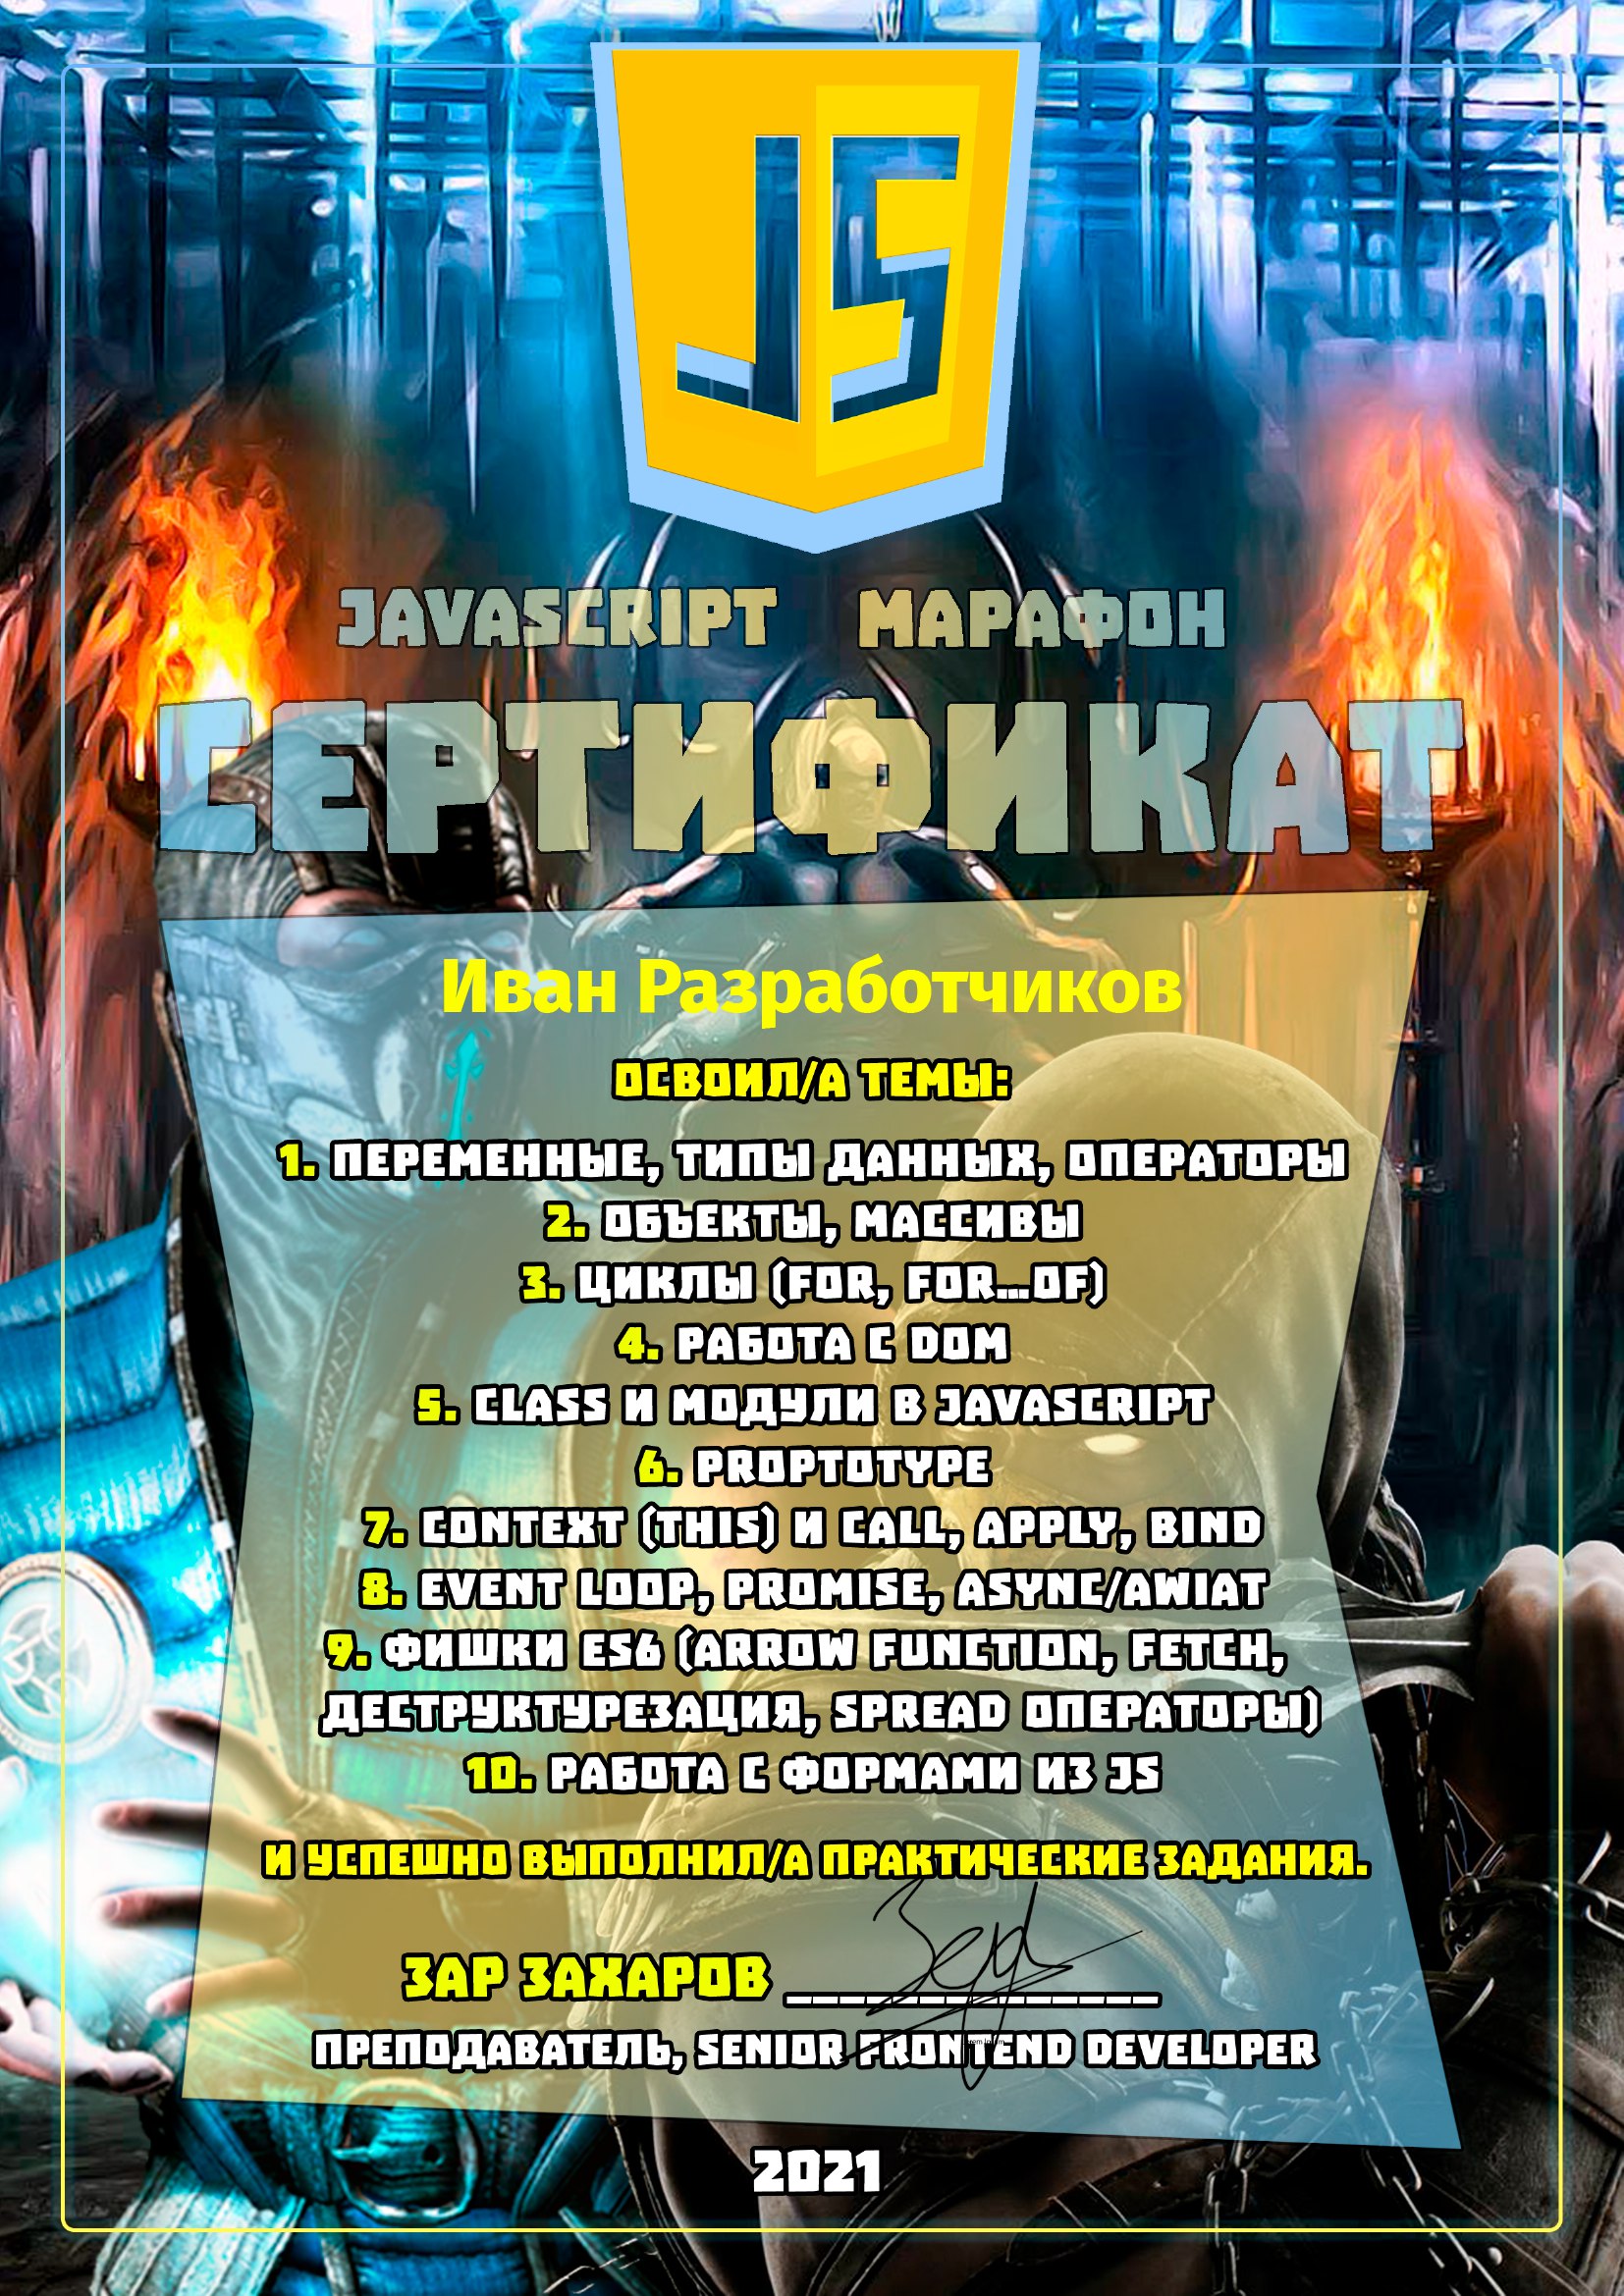 JS
JAVASCRIPT МАРАФОН
СЕРТИФИКАТ
Иван Разработчиков
ОСВОИЛ/А ТЕМЫ:
1. ПЕРЕМЕННЫЕ, ТИПЫ ДАННЫХ, ОПЕРАТОРЫ
2. ОБЪЕКТЫ, МАССИВЫ
3. ЦИКЛЫ (FOR, FOR...OF)
4. РАБОТА С DOM
5. CLASS И МОДУЛИ В JAVASCRIPT
6. PROPTOTYPE
7. CONTEXT (THIS) И CALL, APPLY, BIND
8. EVENT LOOP, PROMISE, ASYNC/AWIAT
9. ФИШКИ ES6 (ARROW FUNCTION, FETCH,
ДЕСТРУКТУРЕЗАЦИЯ, SPREAD ОПЕРАТОРЫ)
10. РАБОТА С ФОРМАМИ ИЗ JS
И УСПЕШНО ВЫПОЛНИЛ/А ПРАКТИЧЕСКИЕ ЗАДАНИЯ.
ЗАР ЗАХАРОВ ______________
ПРЕПОДАВАТЕЛЬ, SENIOR FRONTEND DEVELOPER
2021